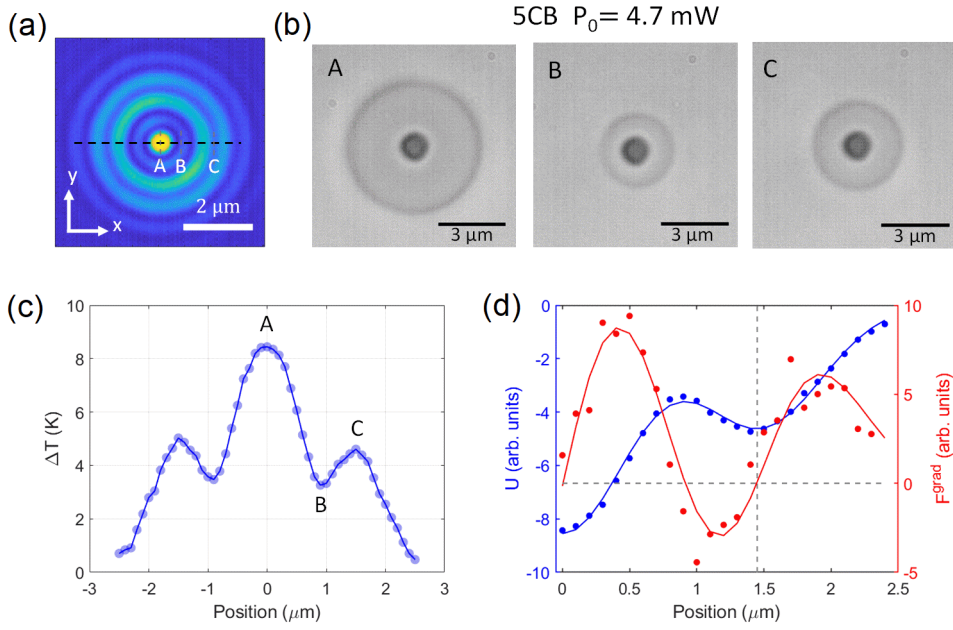 5CB P₀= 4.7 mW
(a)
A
B
C
y
x
2 μm
(b)
A
3 μm
B
3 μm
C
3 μm
(c)
10
8
6
4
2
0
ΔT (K)
A
B
C
-3
-2
-1
0
1
2
3
Position (μm)
(d)
0
-2
-4
-6
-8
-10
U (arb. units)
10
5
0
-5
Fᵍʳᵃᵈ (arb. units)
0
0.5
1
1.5
2
2.5
Position (μm)